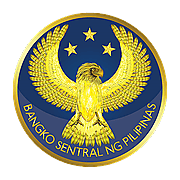 BANGKO SENTRAL NG PILIPINAS